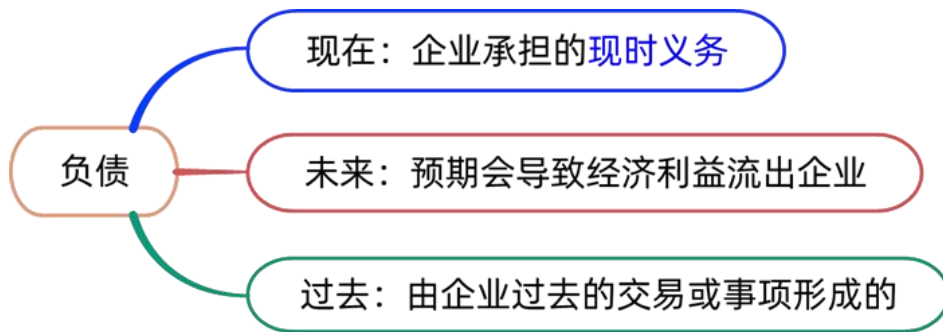 现在：企业承担的现时义务
负债
未来：预期会导致经济利益流出企业
过去：由企业过去的交易或事项形成的